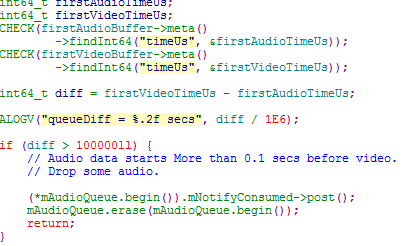 int64_t firstAudioTimeUs;
int64_t firstVideoTimeUs;
CHECK(firstAudioBuffer->meta()
->findInt64("timeUs", &firstAudioTimeUs));
CHECK(firstVideoBuffer->meta()
->findInt64("timeUs", &firstVideoTimeUs));
int64_t diff = firstVideoTimeUs - firstAudioTimeUs;
ALOGV("queueDiff = %.2f secs", diff / 1E6);
if (diff > 100000ll) {
// Audio data starts More than 0.1 secs before video.
// Drop some audio.
(*mAudioQueue.begin()).mNotifyConsumed->post();
mAudioQueue.erase(mAudioQueue.begin());
return;
}